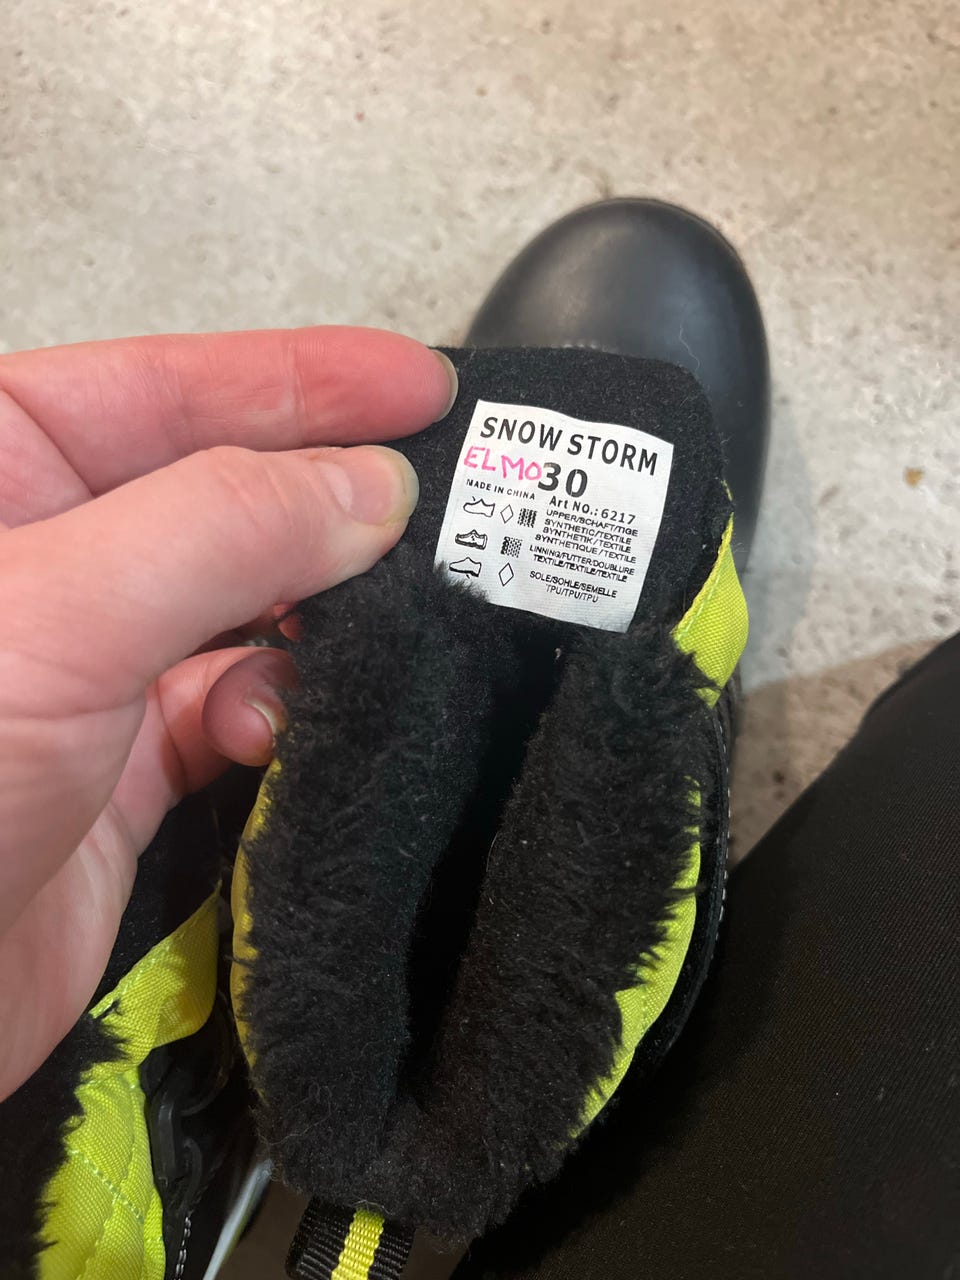 SNOW STORM
ELMO 30
MADE IN CHINA
Art NO.: 6217
UPPER/SCHAFT/TIGE
SYNTHETIC/TEXTILE
SYNTHETIK/TEXTILE
SYNTHETIQUE/TEXTILE
LINNING/FUTTER/DOUBLURE
TEXTILE/TEXTILE/TEXTILE
SOLE/SOHLE/SEMELLE
TPU/TPU/TPU